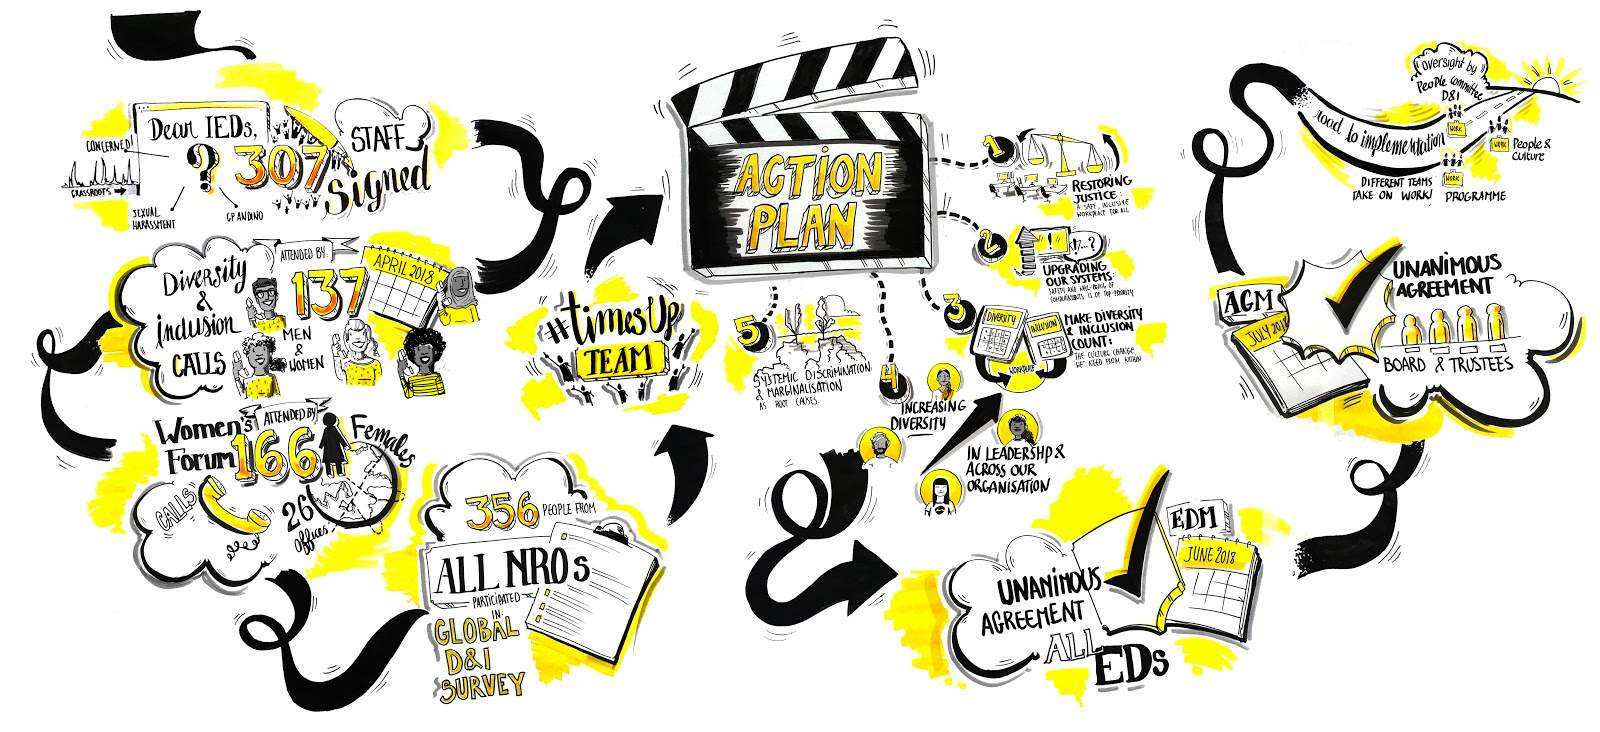 Dear IEDs,
CONCERNED!
?
GRASSROOTS
SEXUAL
HARASSMENT
GP ANDINO
307
STAFF
Signed
Diversity
&
inclusion
CALLS
ATTENDED BY:
137
MEN
&
WOMEN
APRIL 2018
Women's
Forum
ATTENDED BY
166
Females
CALLS
26
offices
356 PEOPLE FROM
ALL NROs
PARTICIPATED
IN:
GLOBAL
D&I
SURVEY
#timesUp
TEAM
ACTION
PLAN
1
RESTORING
JUSTICE:
A SAFE, INCLUSIVE
WORKPLACE FOR ALL
2
! !?...?
UPGRADING
OUR SYSTEMS:
SAFETY AND WELL-BEING OF
COMPLAINANTS IS OF TOP-PRIORITY
3
DIVERSITY
INCLUSION
WORKPLACE
MAKE DIVERSITY
& INCLUSION
COUNT:
THE CULTURE CHANGE
WE NEED FROM WITHIN
4
INCREASING
DIVERSITY
IN LEADERSHIP &
ACROSS OUR
ORGANISATION
5
SYSTEMIC DISCRIMINATION
& MARGINALISATION
AS ROOT CAUSES.
UNANIMOUS
AGREEMENT
ALL
EDs
EDM
JUNE 2018
AGM
JULY 2018
UNANIMOUS
AGREEMENT
BOARD & TRUSTEES
road to implementation
oversight by
People Committee
D&I
WORK
WORK People &
Culture
WORK
DIFFERENT TEAMS
TAKE ON WORK!
PROGRAMME